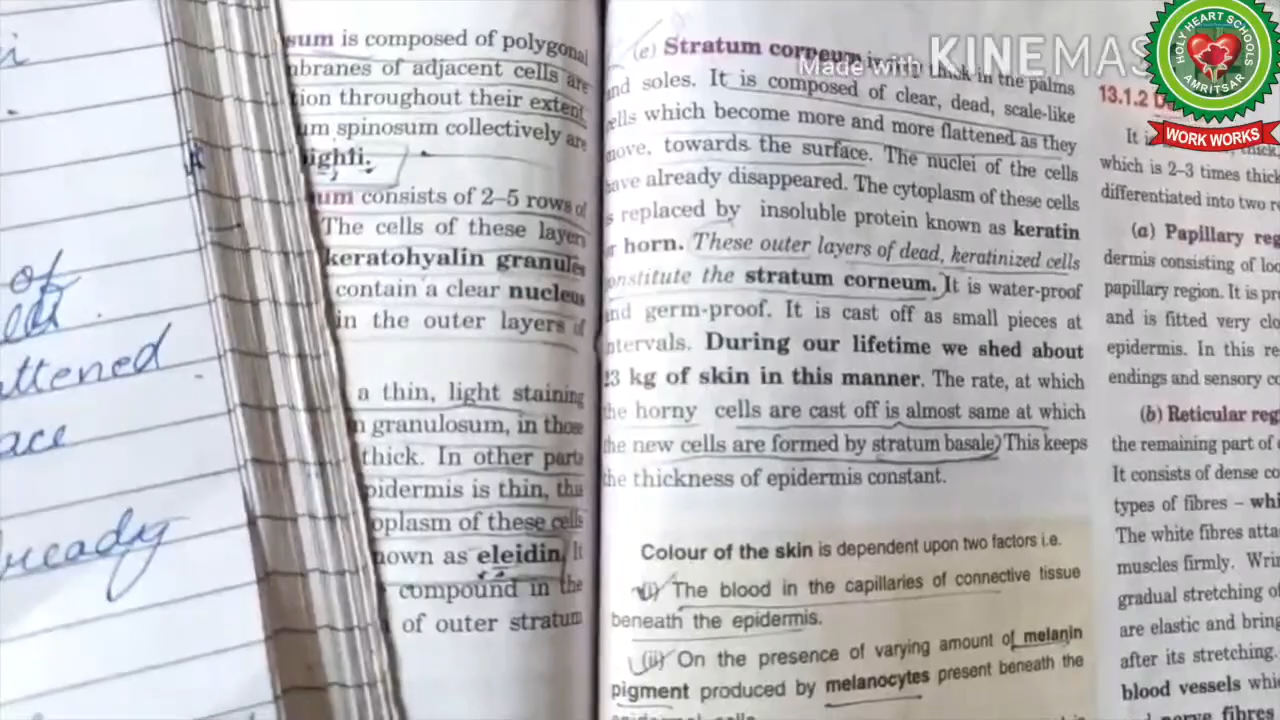 of
ttened
ace
lready
sum is composed of polygonal
nbranes of adjacent cells are
tion throughout their extent
um spinosum collectively are
ighii.
um consists of 2–5 rows of
The cells of these layers
keratohyalin granules
contain a clear nucleus
in the outer layers of
a thin, light staining
n granulosum, in those
thick. In other parts
pidermis is thin, this
oplasm of these cells
nown as eleidin. It
compound in the
of outer stratum
(e) Stratum corneum is thick in the palms
and soles. It is composed of clear, dead, scale-like
cells which become more and more flattened as they
move, towards the surface. The nuclei of the cells
have already disappeared. The cytoplasm of these cells
is replaced by insoluble protein known as keratin
or horn. These outer layers of dead, keratinized cells
onstitute the stratum corneum. It is water-proof
and germ-proof. It is cast off as small pieces at
intervals. During our lifetime we shed about
23 kg of skin in this manner. The rate, at which
the horny cells are cast off is almost same at which
the new cells are formed by stratum basale) This keeps
the thickness of epidermis constant.
Colour of the skin is dependent upon two factors i.e.
(i) The blood in the capillaries of connective tissue
beneath the epidermis.
(ii) On the presence of varying amount of melanin
pigment produced by melanocytes present beneath the
13.1.2
It i thick
which is 2–3 times thick
differentiated into two r
(a) Papillary reg
dermis consisting of loo
papillary region. It is pr
and is fitted very clo
epidermis. In this re
endings and sensory co
(b) Reticular reg
the remaining part of
It consists of dense co
types of fibres – whi
The white fibres atta
muscles firmly. Wri
gradual stretching of
are elastic and bring
after its stretching.
blood vessels whic
nerve fibres
Made with KINEMAS
HOLY HEART SCHOOLS
AMRITSAR
WORK WORKS